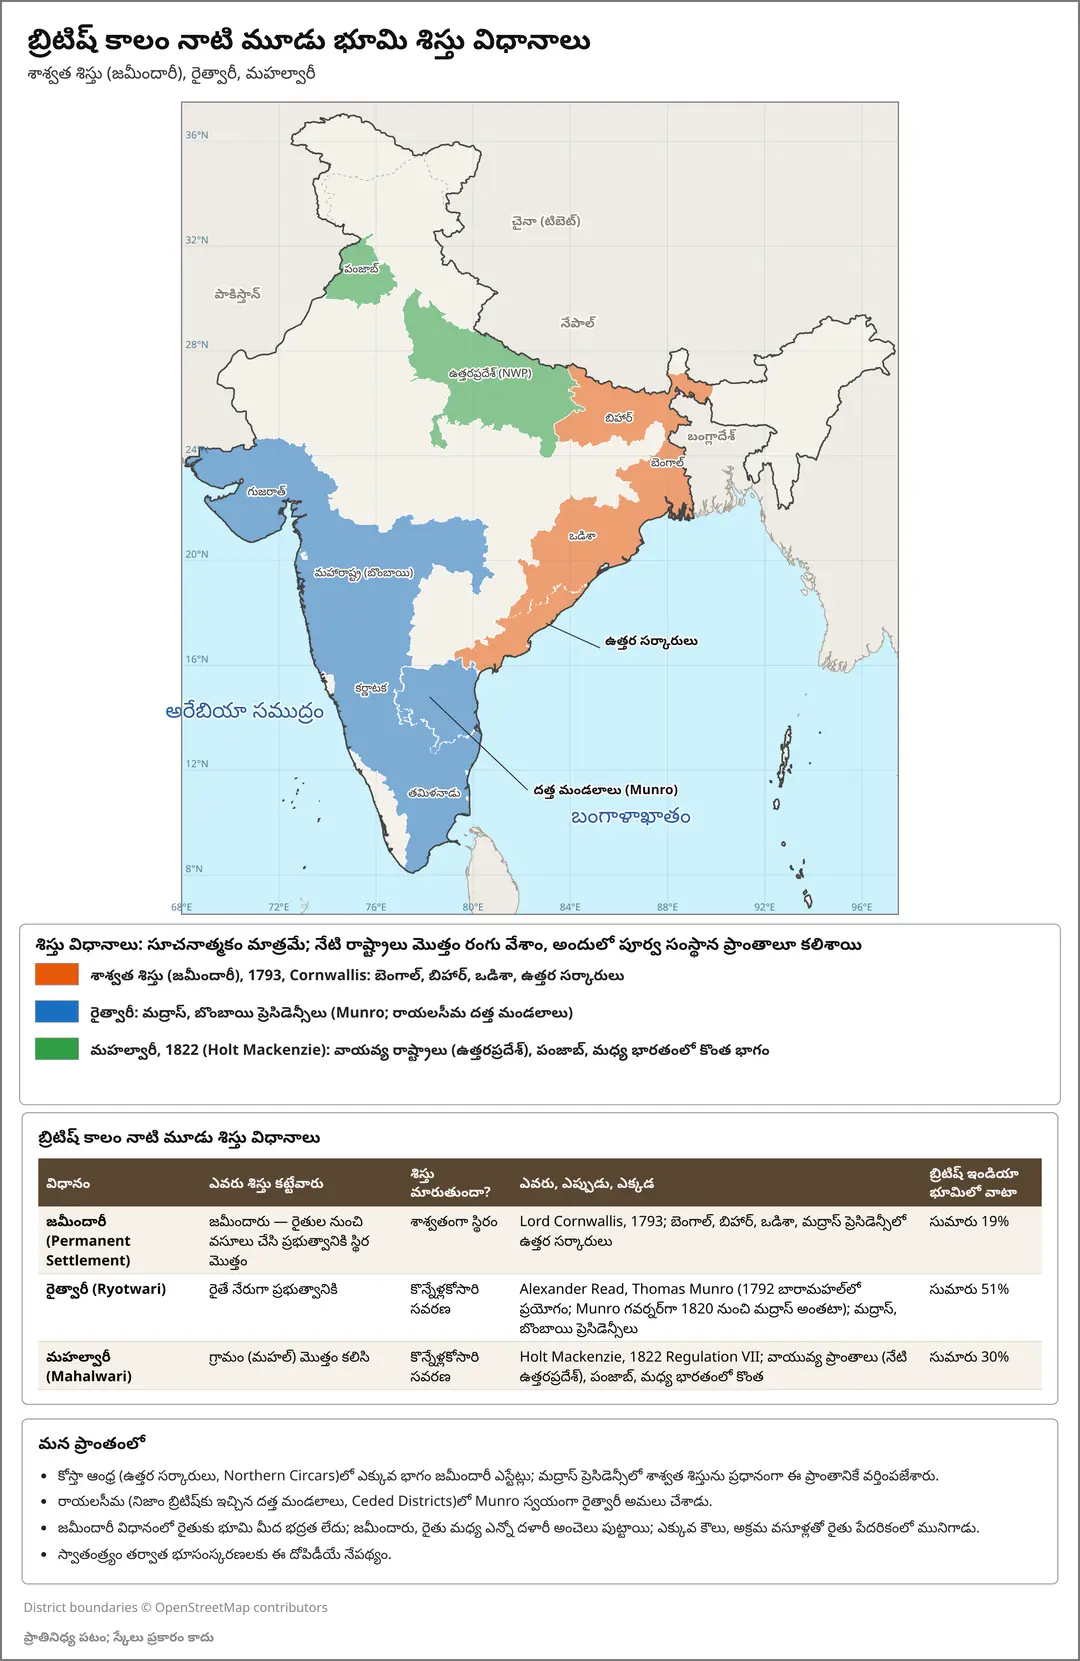 బ్రిటిష్ కాలం నాటి మూడు భూమి శిస్తు విధానాలు
శాశ్వత శిస్తు (జమీందారీ), రైత్వారీ, మహల్వారీ
36°N
చైనా (టిబెట్)
32°N
పంజాబ్
పాకిస్తాన్
నేపాల్
28°N
ఉత్తరప్రదేశ్ (NWP)
బిహార్
బంగ్లాదేశ్
24°N
బెంగాల్
గుజరాత్
ఒడిశా
20°N
మహారాష్ట్ర (బొంబాయి)
ఉత్తర సర్కారులు
16°N
కర్ణాటక
అరేబియా సముద్రం
12°N
దత్త మండలాలు (Munro)
తమిళనాడు
బంగాళాఖాతం
8°N
68°E 72°E 76°E 80°E 84°E 88°E 92°E 96°E
శిస్తు విధానాలు: సూచనాత్మకం మాత్రమే; నేటి రాష్ట్రాలు మొత్తం రంగు వేశాం, అందులో పూర్వ సంస్థాన ప్రాంతాలూ కలిశాయి
శాశ్వత శిస్తు (జమీందారీ), 1793, Cornwallis: బెంగాల్, బిహార్, ఒడిశా, ఉత్తర సర్కారులు
రైత్వారీ: మద్రాస్, బొంబాయి ప్రెసిడెన్సీలు (Munro; రాయలసీమ దత్త మండలాలు)
మహల్వారీ, 1822 (Holt Mackenzie): వాయవ్య రాష్ట్రాలు (ఉత్తరప్రదేశ్), పంజాబ్, మధ్య భారతంలో కొంత భాగం
బ్రిటిష్ కాలం నాటి మూడు శిస్తు విధానాలు
విధానం
ఎవరు శిస్తు కట్టేవారు
శిస్తు
మారుతుందా?
ఎవరు, ఎప్పుడు, ఎక్కడ
బ్రిటిష్ ఇండియా
భూమిలో వాటా
జమీందారీ
(Permanent
Settlement)
జమీందారు — రైతుల నుంచి
వసూలు చేసి ప్రభుత్వానికి స్థిర
మొత్తం
శాశ్వతంగా స్థిరం
Lord Cornwallis, 1793; బెంగాల్, బిహార్, ఒడిశా, మద్రాస్ ప్రెసిడెన్సీలో
ఉత్తర సర్కారులు
సుమారు 19%
రైత్వారీ (Ryotwari)
రైతే నేరుగా ప్రభుత్వానికి
కొన్నేళ్లకోసారి
సవరణ
Alexander Read, Thomas Munro (1792 బారామహల్‌లో
ప్రయోగం; Munro గవర్నర్‌గా 1820 నుంచి మద్రాస్ అంతటా); మద్రాస్,
బొంబాయి ప్రెసిడెన్సీలు
సుమారు 51%
మహల్వారీ
(Mahalwari)
గ్రామం (మహల్) మొత్తం కలిసి
కొన్నేళ్లకోసారి
సవరణ
Holt Mackenzie, 1822 Regulation VII; వాయువ్య ప్రాంతాలు (నేటి
ఉత్తరప్రదేశ్), పంజాబ్, మధ్య భారతంలో కొంత
సుమారు 30%
మన ప్రాంతంలో
• కోస్తా ఆంధ్ర (ఉత్తర సర్కారులు, Northern Circars)లో ఎక్కువ భాగం జమీందారీ ఎస్టేట్లు; మద్రాస్ ప్రెసిడెన్సీలో శాశ్వత శిస్తును ప్రధానంగా ఈ ప్రాంతానికే వర్తింపజేశారు.
• రాయలసీమ (నిజాం బ్రిటిష్‌కు ఇచ్చిన దత్త మండలాలు, Ceded Districts)లో Munro స్వయంగా రైత్వారీ అమలు చేశాడు.
• జమీందారీ విధానంలో రైతుకు భూమి మీద భద్రత లేదు; జమీందారు, రైతు మధ్య ఎన్నో దళారీ అంచెలు పుట్టాయి; ఎక్కువ కౌలు, అక్రమ వసూళ్లతో రైతు పేదరికంలో మునిగాడు.
• స్వాతంత్ర్యం తర్వాత భూసంస్కరణలకు ఈ దోపిడీయే నేపథ్యం.
District boundaries © OpenStreetMap contributors
ప్రాతినిధ్య పటం; స్కేలు ప్రకారం కాదు